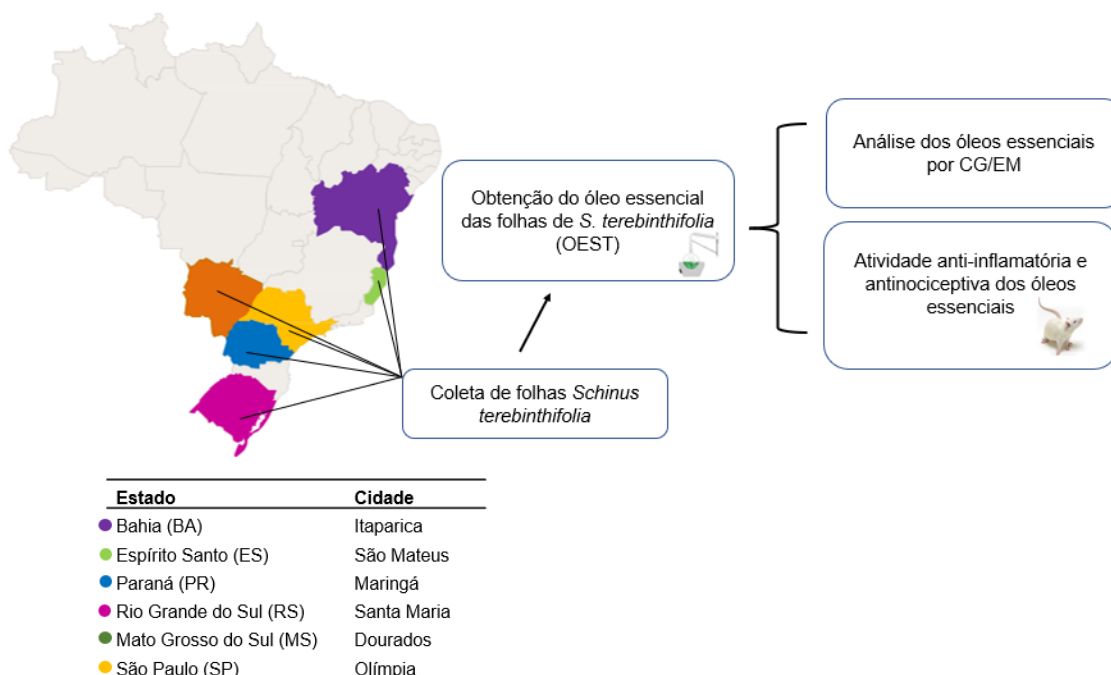 Análise dos óleos essenciais
por CG/EM
Obtenção do óleo essencial
das folhas de S. terebinthifolia
(OEST)
Atividade anti-inflamatória e
antinociceptiva dos óleos
essenciais
Coleta de folhas Schinus
terebinthifolia
Estado Cidade
Bahia (BA) Itaparica
Espírito Santo (ES) São Mateus
Paraná (PR) Maringá
Rio Grande do Sul (RS) Santa Maria
Mato Grosso do Sul (MS) Dourados
São Paulo (SP) Olímpia